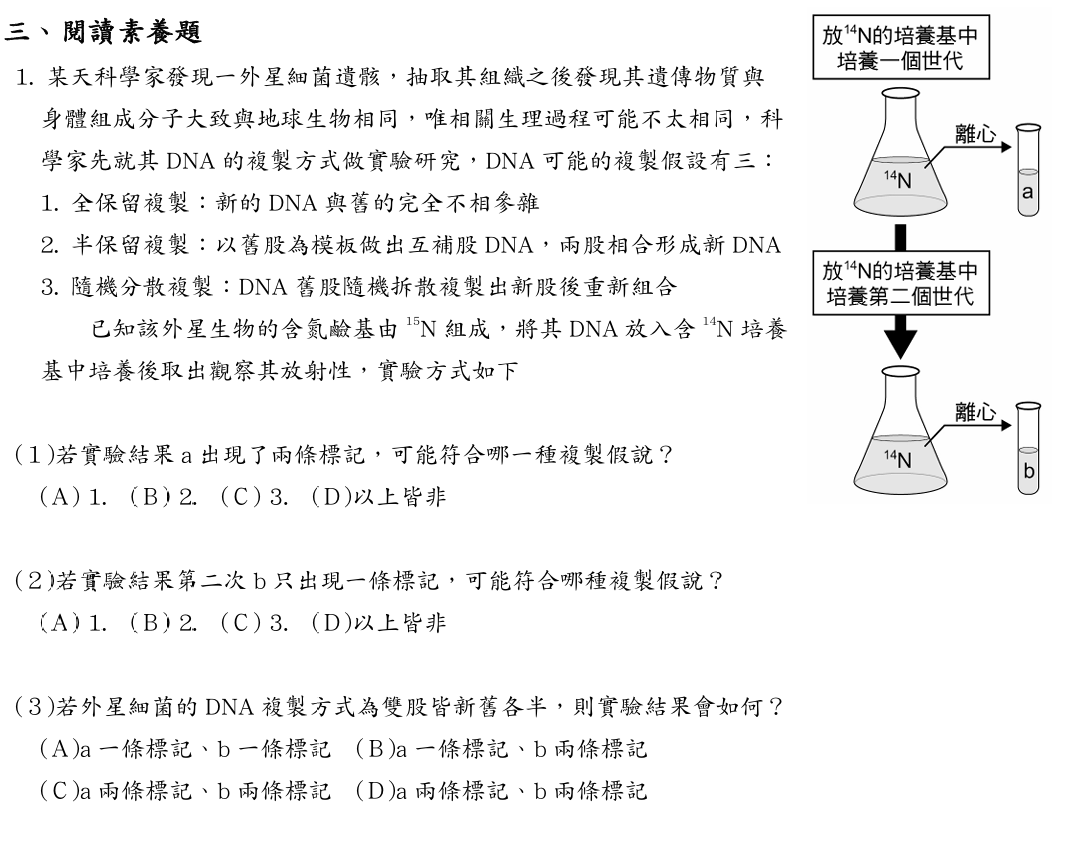 三、閱讀素養題
1. 某天科學家發現一外星細菌遺骸，抽取其組織之後發現其遺傳物質與
身體組成分子大致與地球生物相同，唯相關生理過程可能不太相同，科
學家先就其 DNA 的複製方式做實驗研究，DNA 可能的複製假設有三：
1. 全保留複製：新的 DNA 與舊的完全不相參雜
2. 半保留複製：以舊股為模板做出互補股 DNA，兩股相合形成新 DNA
3. 隨機分散複製：DNA 舊股隨機拆散複製出新股後重新組合
已知該外星生物的含氮鹼基由 ¹⁵N 組成，將其 DNA 放入含 ¹⁴N 培養
基中培養後取出觀察其放射性，實驗方式如下
(1)若實驗結果 a 出現了兩條標記，可能符合哪一種複製假說？
(A) 1. (B) 2. (C) 3. (D)以上皆非
(2)若實驗結果第二次 b 只出現一條標記，可能符合哪種複製假說？
(A) 1. (B) 2. (C) 3. (D)以上皆非
(3)若外星細菌的 DNA 複製方式為雙股皆新舊各半，則實驗結果會如何？
(A)a 一條標記、b 一條標記 (B)a 一條標記、b 兩條標記
(C)a 兩條標記、b 兩條標記 (D)a 兩條標記、b 兩條標記
放¹⁴N的培養基中
培養一個世代
離心
¹⁴N
a
放¹⁴N的培養基中
培養第二個世代
離心
¹⁴N
b